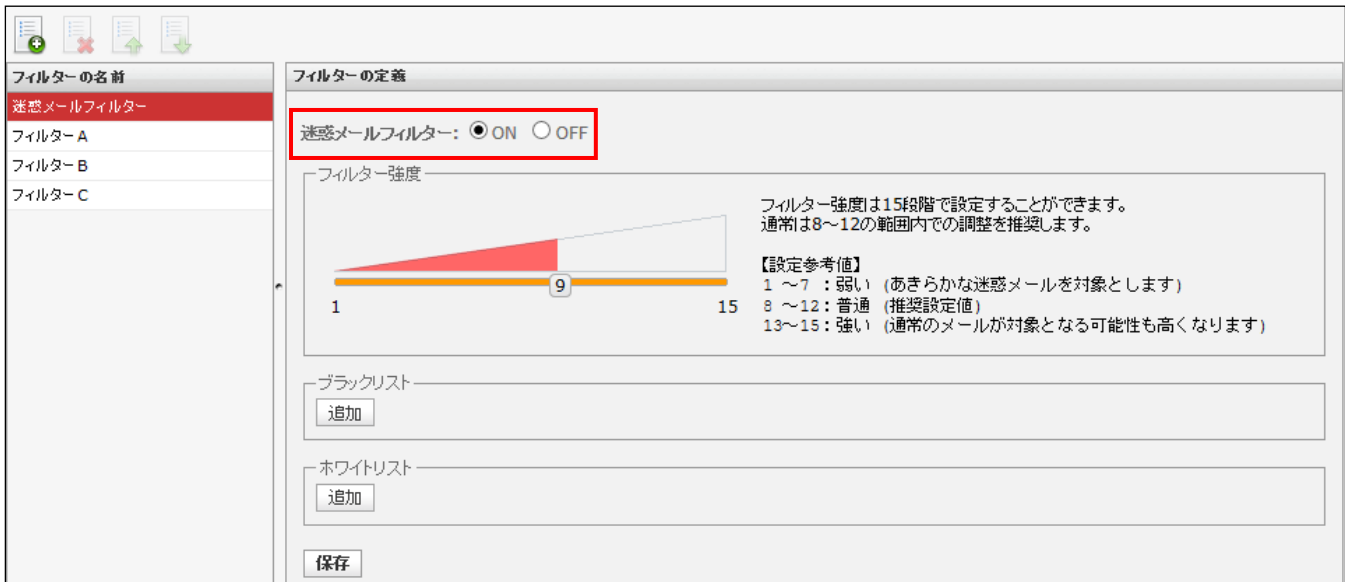 フィルターの名前
迷惑メールフィルター
フィルターA
フィルターB
フィルターC
フィルターの定義
迷惑メールフィルター: ON OFF
フィルター強度
9
1
15
フィルター強度は15段階で設定することができます。
通常は8～12の範囲内での調整を推奨します。
【設定参考値】
1 ～7 : 弱い (あきらかな迷惑メールを対象とします)
8 ～12 : 普通 (推奨設定値)
13～15 : 強い (通常のメールが対象となる可能性も高くなります)
ブラックリスト
追加
ホワイトリスト
追加
保存